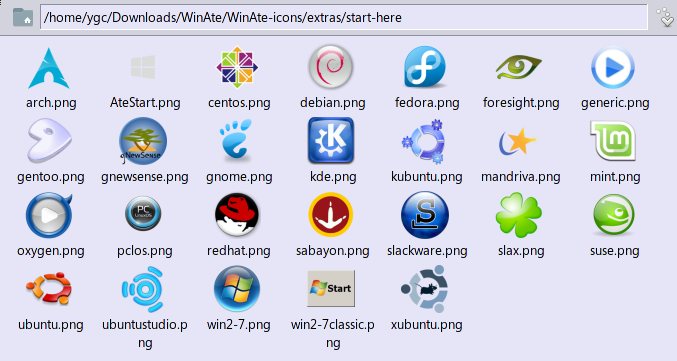 /home/ygc/Downloads/WinAte/WinAte-icons/extras/start-here
arch.png AteStart.png centos.png debian.png fedora.png foresight.png generic.png
gNewSense
gentoo.png gnewsense.png gnome.png kde.png kubuntu.png mandriva.png mint.png
PC
LinuxOS
oxygen.png pclos.png redhat.png sabayon.png slackware.png slax.png suse.png
Start
ubuntu.png ubuntustudio.p win2-7.png win2-7classic.p xubuntu.png
ng ng